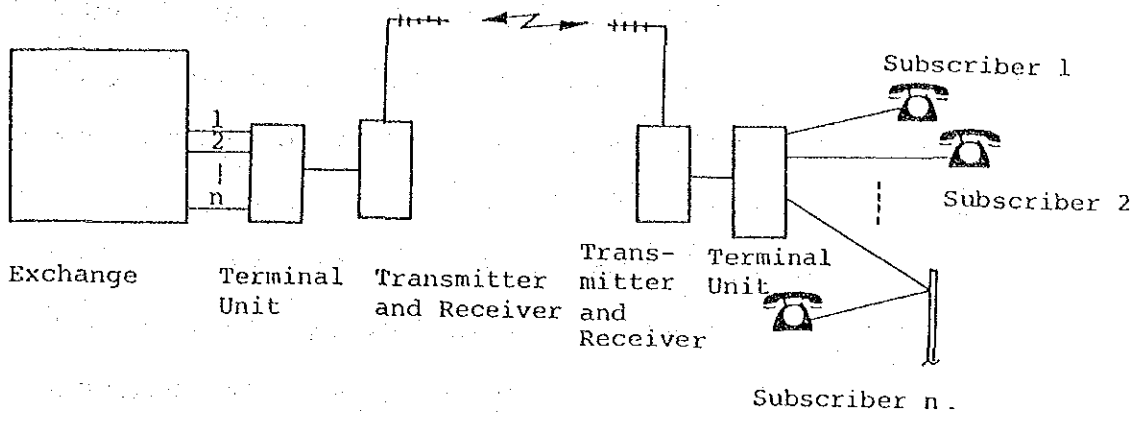 Subscriber 1
1
2
n
Subscriber 2
Exchange
Terminal
Unit
Transmitter
and Receiver
Trans-
mitter
and
Receiver
Terminal
Unit
Subscriber n.